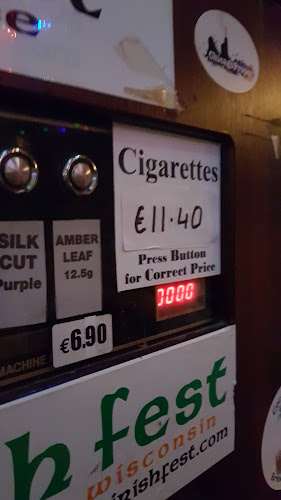 Cigarettes
€11.40
Press Button
for Correct Price
SILK
CUT
Purple
AMBER
LEAF
12.5g
0000
€6.90
MACHINE
h fest
wisconsin
irishfest.com